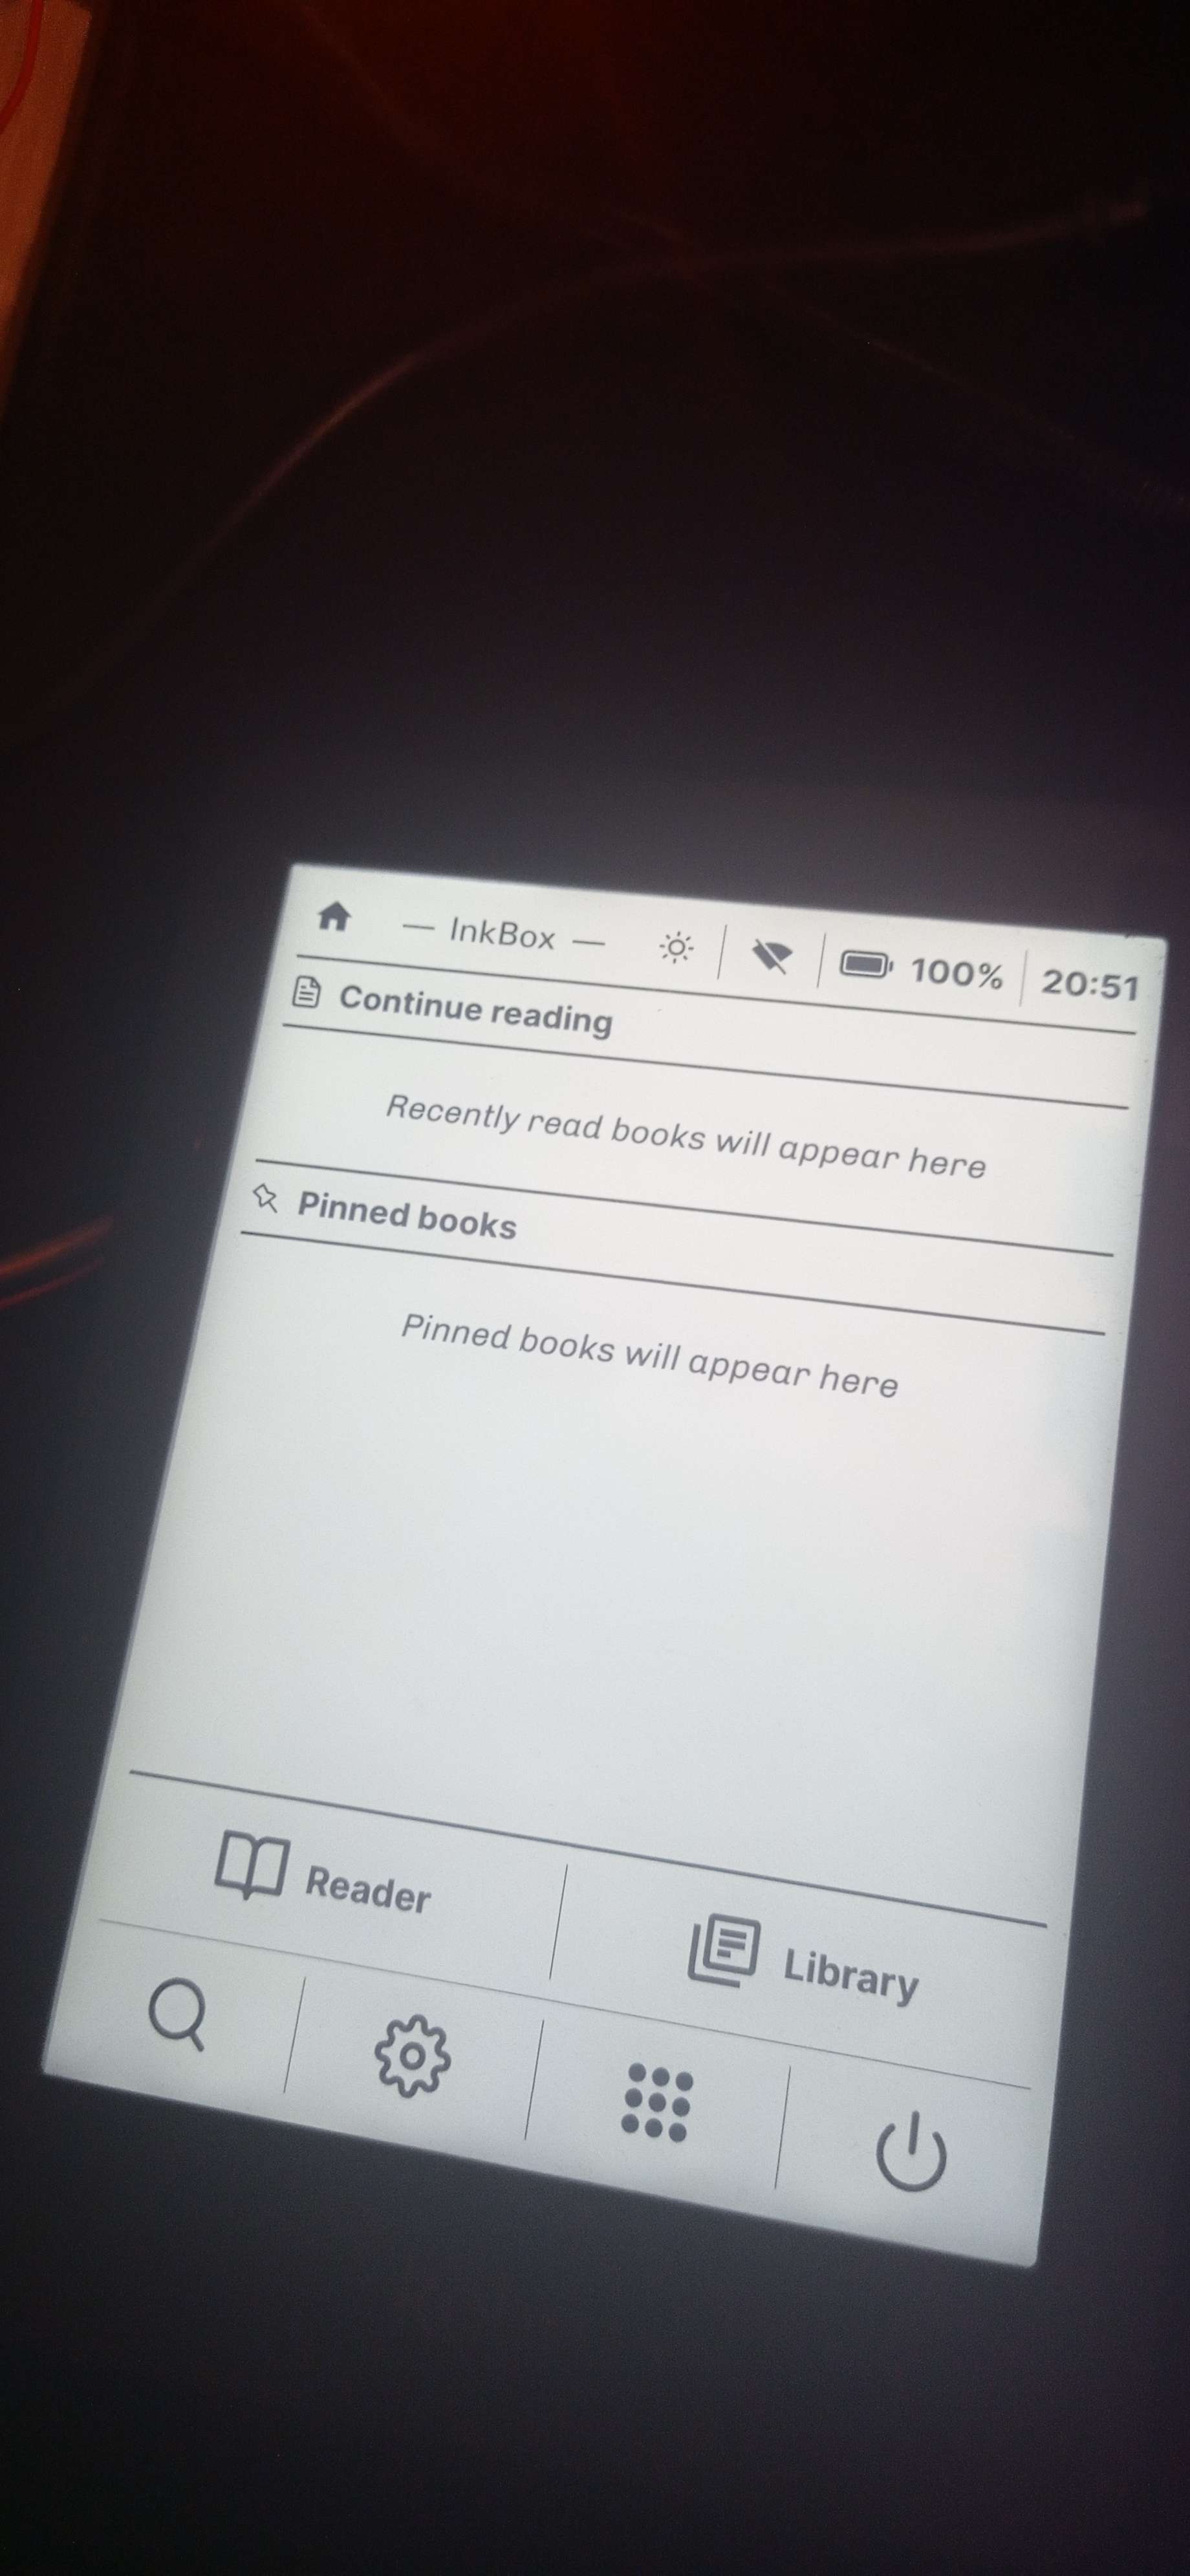 — InkBox — 100% 20:51
Continue reading
Recently read books will appear here
Pinned books
Pinned books will appear here
Reader Library